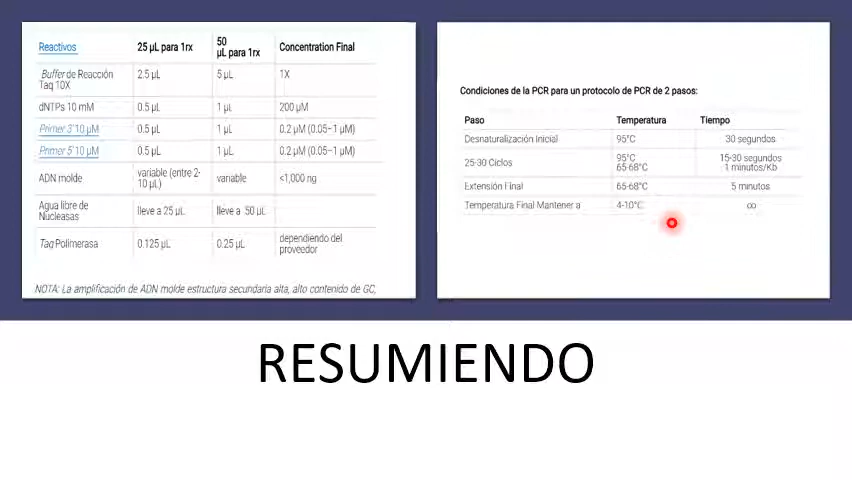 Reactivos 25 µL para 1rx 50 µL para 1rx Concentration Final
Buffer de Reacción Taq 10X 2.5 µL 5 µL 1X
dNTPs 10 mM 0.5 µL 1 µL 200 µM
Primer 3' 10 µM 0.5 µL 1 µL 0.2 µM (0.05–1 µM)
Primer 5' 10 µM 0.5 µL 1 µL 0.2 µM (0.05–1 µM)
ADN molde variable (entre 2-10 µL) variable <1,000 ng
Agua libre de Nucleasas lleve a 25 µL lleve a 50 µL
Taq Polimerasa 0.125 µL 0.25 µL dependiendo del proveedor
NOTA: La amplificación de ADN molde estructura secundaria alta, alto contenido de GC,
Condiciones de la PCR para un protocolo de PCR de 2 pasos:
Paso Temperatura Tiempo
Desnaturalización Inicial 95°C 30 segundos
25-30 Ciclos 95°C 65-68°C 15-30 segundos 1 minutos/Kb
Extensión Final 65-68°C 5 minutos
Temperatura Final Mantener a 4-10°C ∞
RESUMIENDO